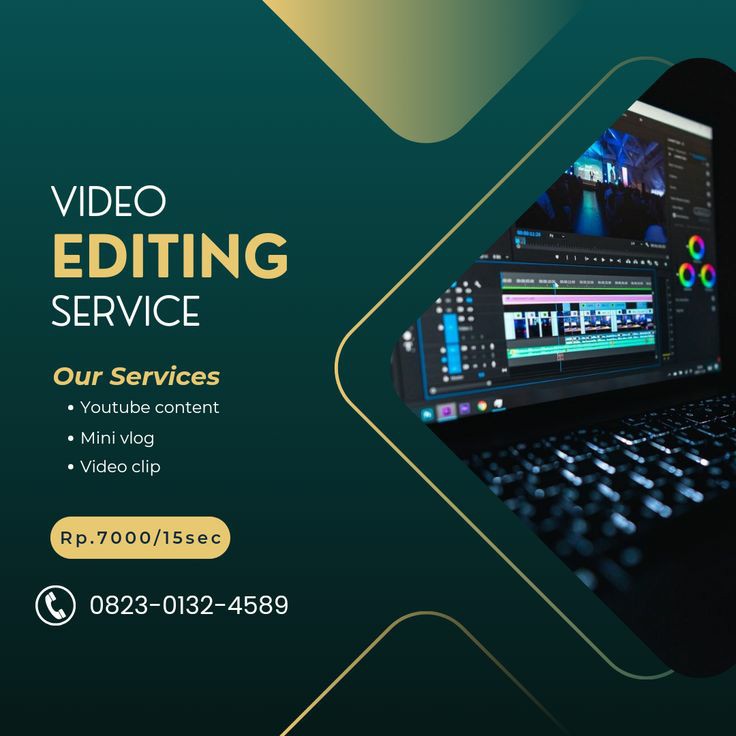 VIDEO
EDITING
SERVICE
Our Services
• Youtube content
• Mini vlog
• Video clip
Rp.7000/15sec
0823-0132-4589